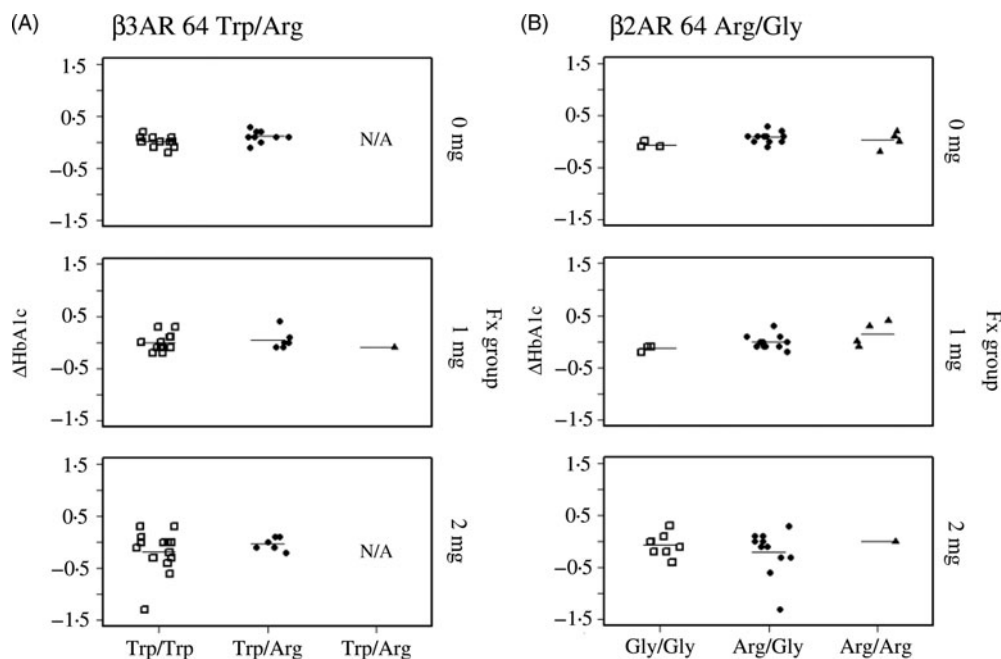 (A) β3AR 64 Trp/Arg
1·5
0·5
−0·5
−1·5
N/A
0 mg
1·5
0·5
−0·5
−1·5
ΔHbA1c
1 mg
Fx group
1·5
0·5
−0·5
−1·5
N/A
2 mg
Trp/Trp Trp/Arg Trp/Arg
(B) β2AR 64 Arg/Gly
1·5
0·5
−0·5
−1·5
0 mg
1·5
0·5
−0·5
−1·5
ΔHbA1c
1 mg
Fx group
1·5
0·5
−0·5
−1·5
2 mg
Gly/Gly Arg/Gly Arg/Arg